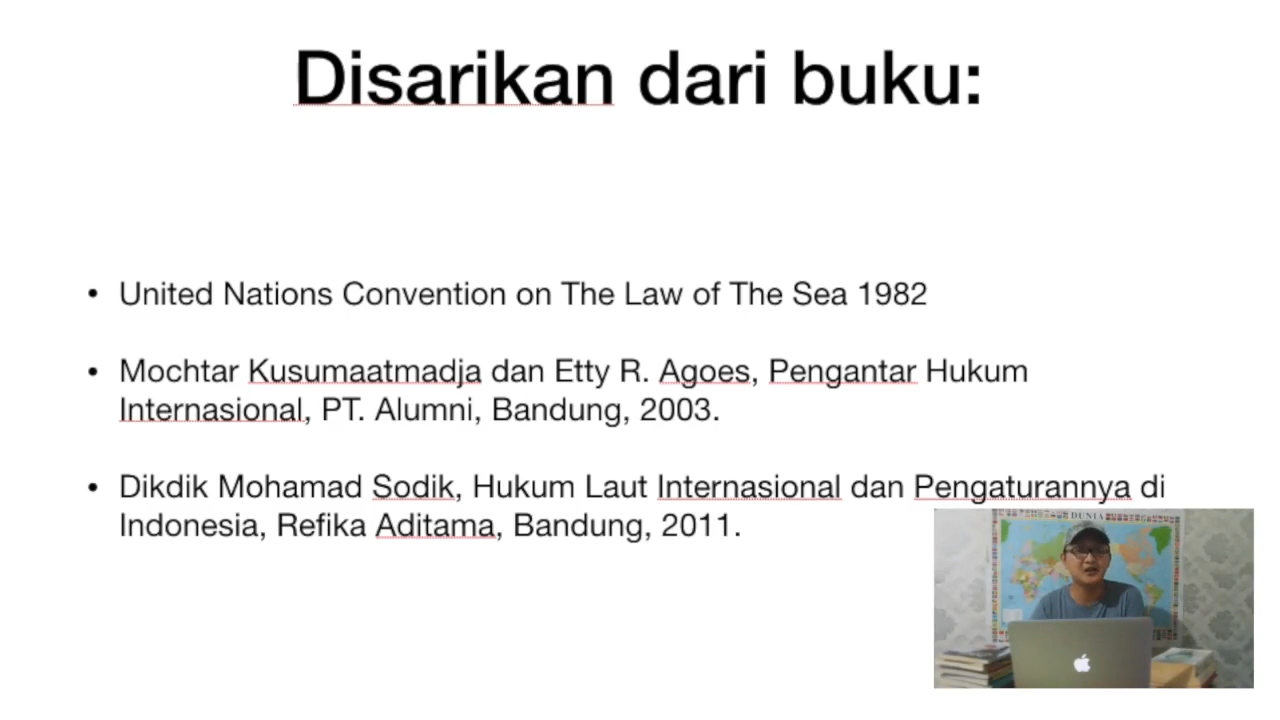 Disarikan dari buku:
• United Nations Convention on The Law of The Sea 1982
• Mochtar Kusumaatmadja dan Etty R. Agoes, Pengantar Hukum
Internasional, PT. Alumni, Bandung, 2003.
• Dikdik Mohamad Sodik, Hukum Laut Internasional dan Pengaturannya di
Indonesia, Refika Aditama, Bandung, 2011.
DUNIA